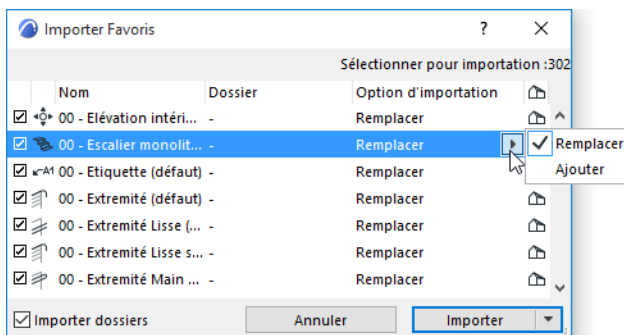 Importer Favoris ?
Sélectionner pour importation :302
Nom Dossier Option d'importation
00 - Elévation intéri... - Remplacer
00 - Escalier monolit... - Remplacer
Remplacer
Ajouter
A1 00 - Etiquette (défaut) - Remplacer
00 - Extremité (défaut) - Remplacer
00 - Extremité Lisse (... - Remplacer
00 - Extremité Lisse s... - Remplacer
00 - Extremité Main ... - Remplacer
Importer dossiers Annuler Importer